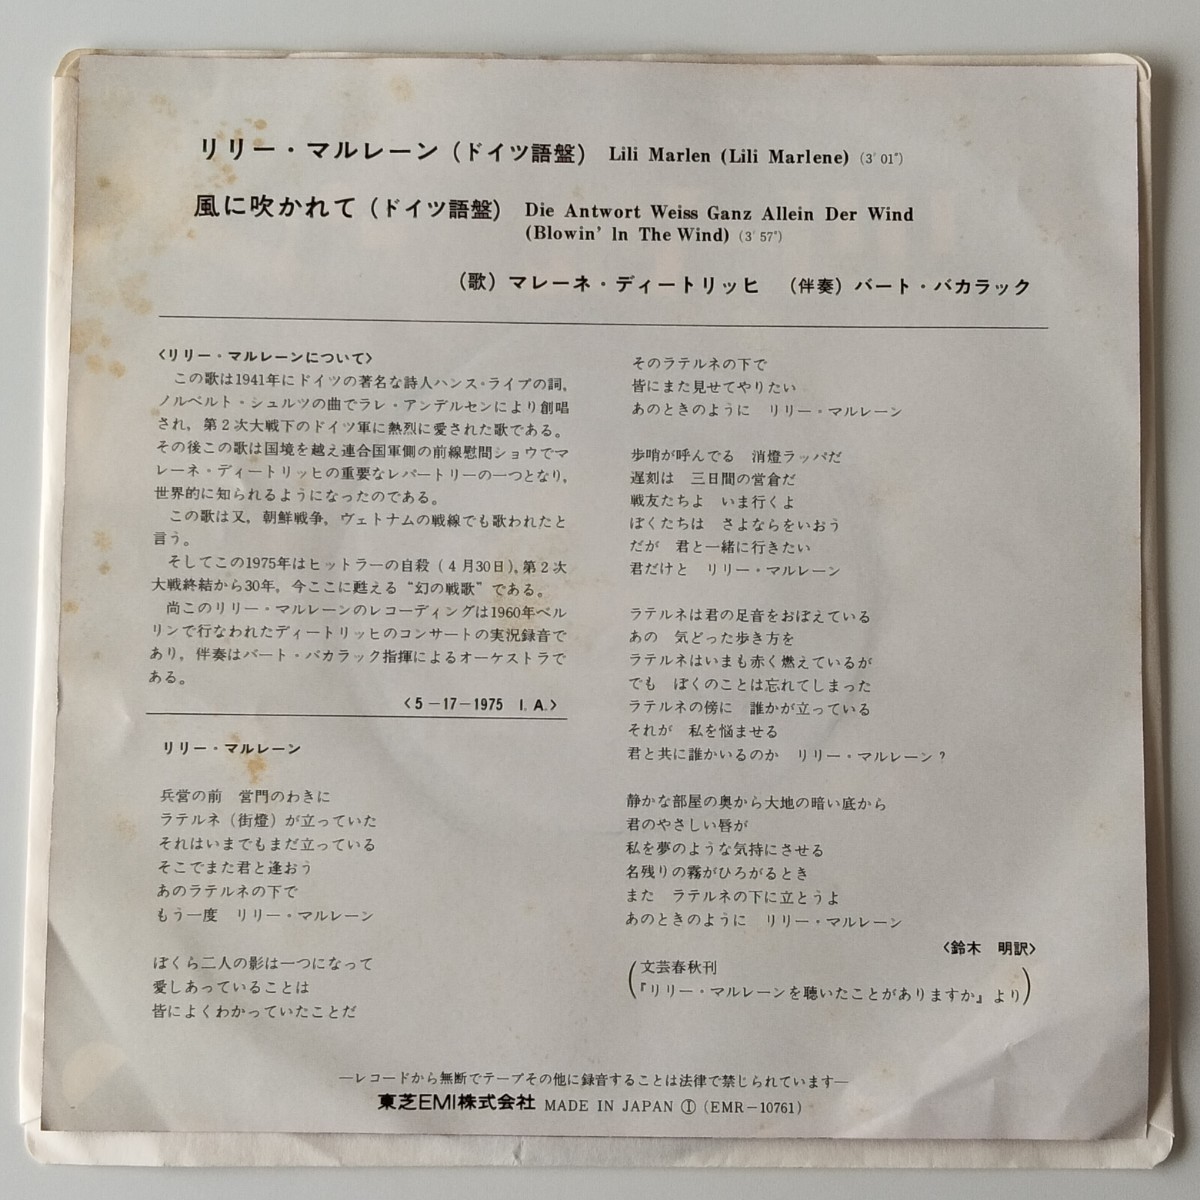 リリー・マルレーン (ドイツ語盤) Lili Marlen (Lili Marlene) (3' 01")
風に吹かれて (ドイツ語盤) Die Antwort Weiss Ganz Allein Der Wind
(Blowin' In The Wind) (3' 57")
(歌) マレーネ・ディートリッヒ (伴奏) バート・バカラック
〈リリー・マルレーンについて〉
この歌は1941年にドイツの著名な詩人ハンス・ライプの詞,
ノルベルト・シュルツの曲でラレ・アンデルセンにより創唱
され, 第2次大戦下のドイツ軍に熱烈に愛された歌である。
その後この歌は国境を越え連合国軍側の前線慰問ショウでマ
レーネ・ディートリッヒの重要なレパートリーの一つとなり,
世界的に知られるようになったのである。
この歌は又, 朝鮮戦争, ヴェトナムの戦線でも歌われたと
言う。
そしてこの1975年はヒットラーの自殺 (4月30日), 第2次
大戦終結から30年, 今ここに甦える“幻の戦歌”である。
尚このリリー・マルレーンのレコーディングは1960年ベル
リンで行なわれたディートリッヒのコンサートの実況録音で
あり, 伴奏はバート・バカラック指揮によるオーケストラで
ある。
〈5-17-1975 I. A.〉
リリー・マルレーン
兵営の前 営門のわきに
ラテルネ (街燈) が立っていた
それはいまでもまだ立っている
そこでまた君と逢おう
あのラテルネの下で
もう一度 リリー・マルレーン
ぼくら二人の影は一つになって
愛しあっていることは
皆によくわかっていたことだ
そのラテルネの下で
皆にまた見せてやりたい
あのときのように リリー・マルレーン
歩哨が呼んでる 消燈ラッパだ
遅刻は 三日間の営倉だ
戦友たちよ いま行くよ
ぼくたちは さよならをいおう
だが 君と一緒に行きたい
君だけと リリー・マルレーン
ラテルネは君の足音をおぼえている
あの 気どった歩き方を
ラテルネはいまも赤く燃えているが
でも ぼくのことは忘れてしまった
ラテルネの傍に 誰かが立っている
それが 私を悩ませる
君と共に誰かいるのか リリー・マルレーン?
静かな部屋の奥から大地の暗い底から
君のやさしい唇が
私を夢のような気持にさせる
名残りの霧がひろがるとき
また ラテルネの下に立とうよ
あのときのように リリー・マルレーン
〈鈴木 明訳〉
(文芸春秋刊
『リリー・マルレーンを聴いたことがありますか』より)
—レコードから無断でテープその他に録音することは法律で禁じられています—
東芝EMI株式会社 MADE IN JAPAN Ⓘ (EMR-10761)